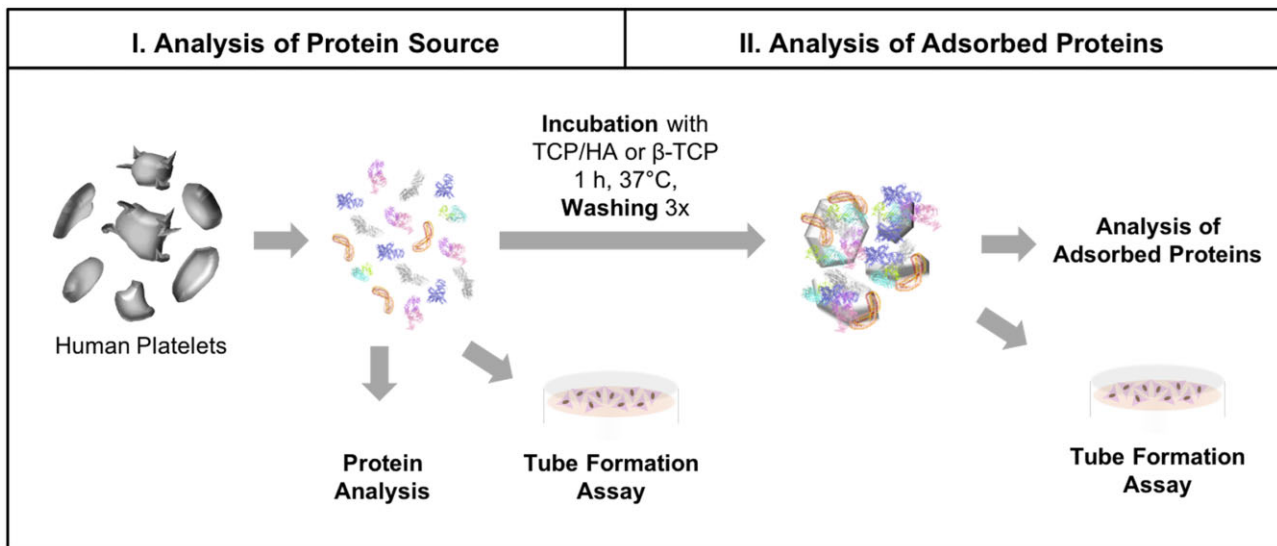 I. Analysis of Protein Source
II. Analysis of Adsorbed Proteins
Incubation with
TCP/HA or β-TCP
1 h, 37°C,
Washing 3x
Human Platelets
Analysis of
Adsorbed Proteins
Protein
Analysis
Tube Formation
Assay
Tube Formation
Assay